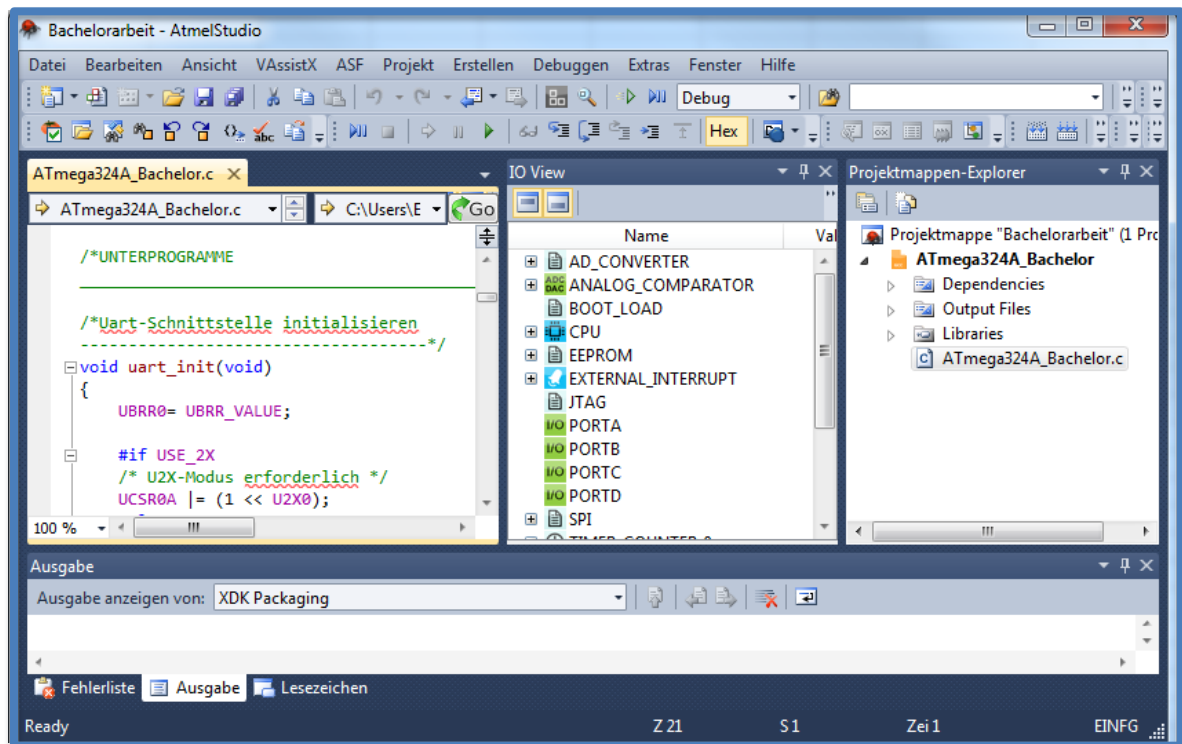 Bachelorarbeit - AtmelStudio
Datei Bearbeiten Ansicht VAssistX ASF Projekt Erstellen Debuggen Extras Fenster Hilfe
Debug
Hex
ATmega324A_Bachelor.c
ATmega324A_Bachelor.c C:\Users\E Go
/*UNTERPROGRAMME
/*Uart-Schnittstelle initialisieren
------------------------------------*/
void uart_init(void)
{
UBRR0= UBRR_VALUE;
#if USE_2X
/* U2X-Modus erforderlich */
UCSR0A |= (1 << U2X0);
100 %
IO View
Name Val
AD_CONVERTER
ANALOG_COMPARATOR
BOOT_LOAD
CPU
EEPROM
EXTERNAL_INTERRUPT
JTAG
I/O PORTA
I/O PORTB
I/O PORTC
I/O PORTD
SPI
TIMER_COUNTER_0
Projektmappen-Explorer
Projektmappe "Bachelorarbeit" (1 Prc
ATmega324A_Bachelor
Dependencies
Output Files
Libraries
ATmega324A_Bachelor.c
Ausgabe
Ausgabe anzeigen von: XDK Packaging
Fehlerliste Ausgabe Lesezeichen
Ready Z 21 S 1 Zei 1 EINFG